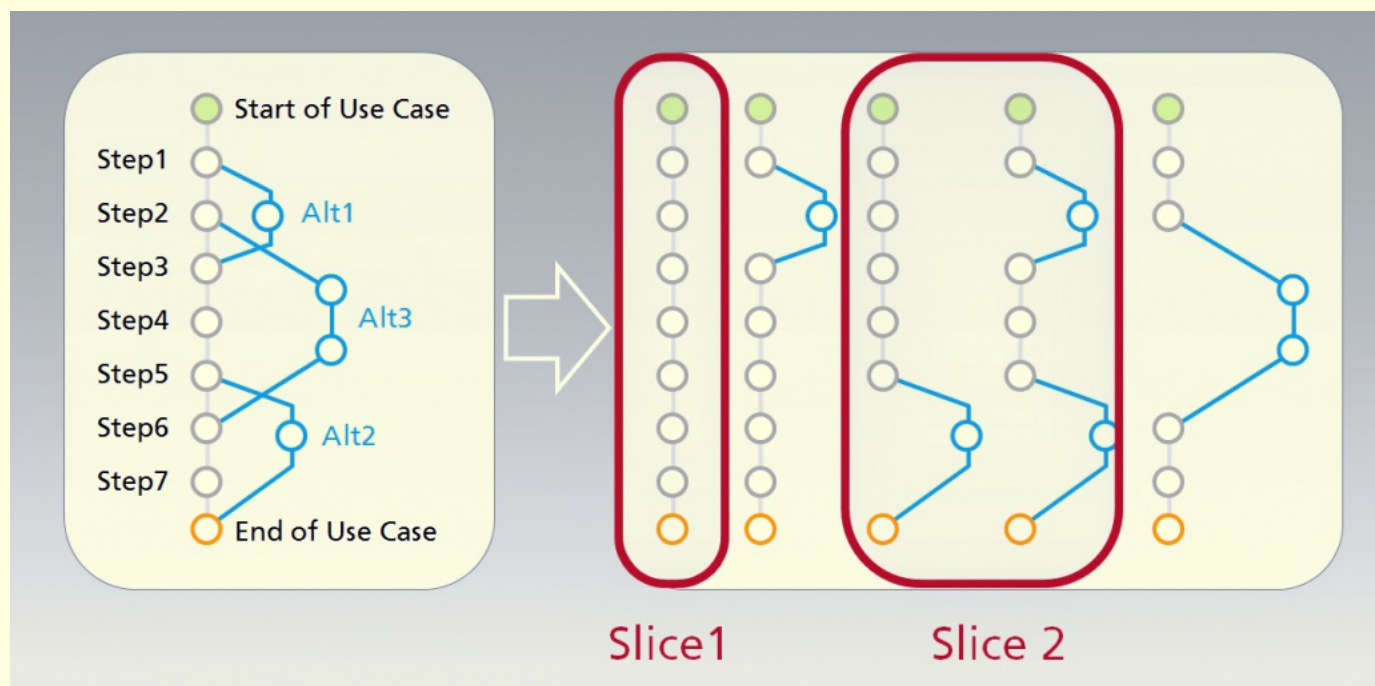 Start of Use Case
Step1
Step2
Alt1
Step3
Step4
Alt3
Step5
Step6
Alt2
Step7
End of Use Case
Slice1
Slice 2